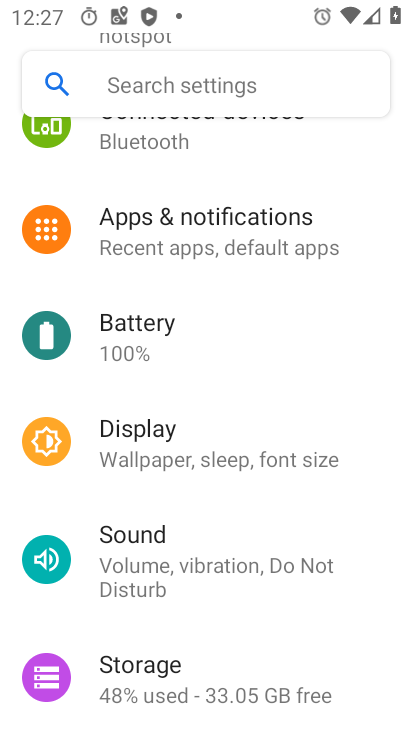 12:27
hotspot
Search settings
Connected devices
Bluetooth
Apps & notifications
Recent apps, default apps
Battery
100%
Display
Wallpaper, sleep, font size
Sound
Volume, vibration, Do Not
Disturb
Storage
48% used - 33.05 GB free